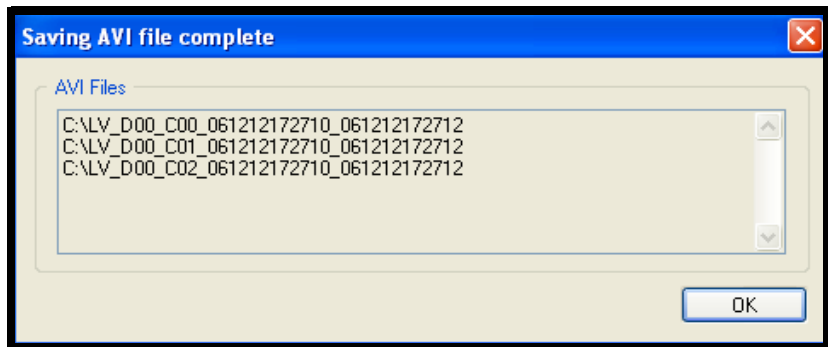 Saving AVI file complete
AVI Files
C:\LV_D00_C00_061212172710_061212172712
C:\LV_D00_C01_061212172710_061212172712
C:\LV_D00_C02_061212172710_061212172712
OK